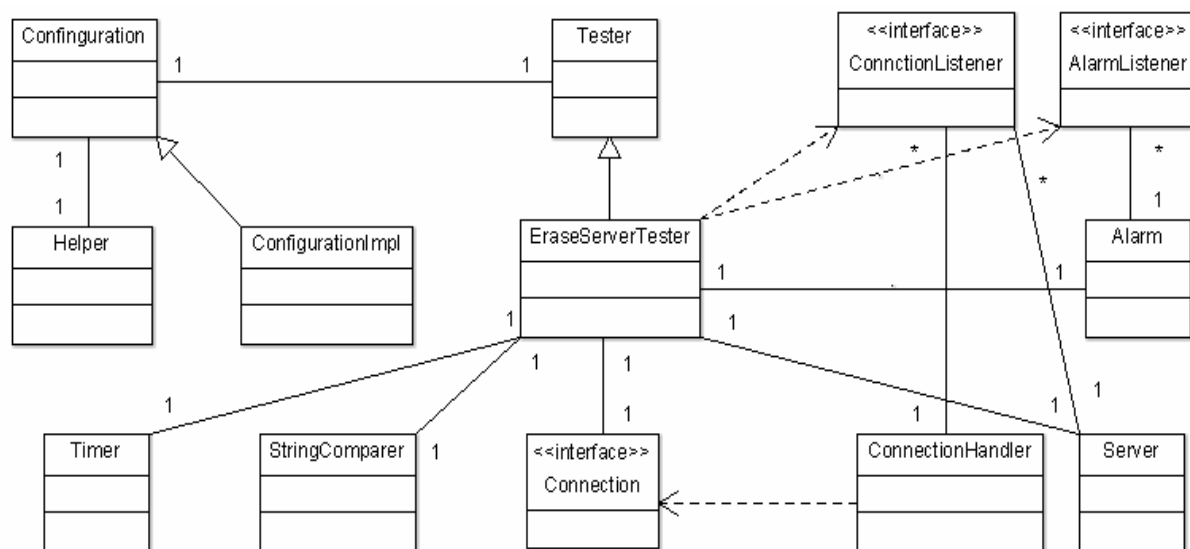 Confinguration
Tester
<<interface>>
ConnctionListener
<<interface>>
AlarmListener
1
1
1
1
*
*
*
1
Helper
ConfigurationImpl
EraseServerTester
Alarm
1
1
1
1
1
1
1
1
1
1
1
1
1
Timer
StringComparer
<<interface>>
Connection
ConnectionHandler
Server